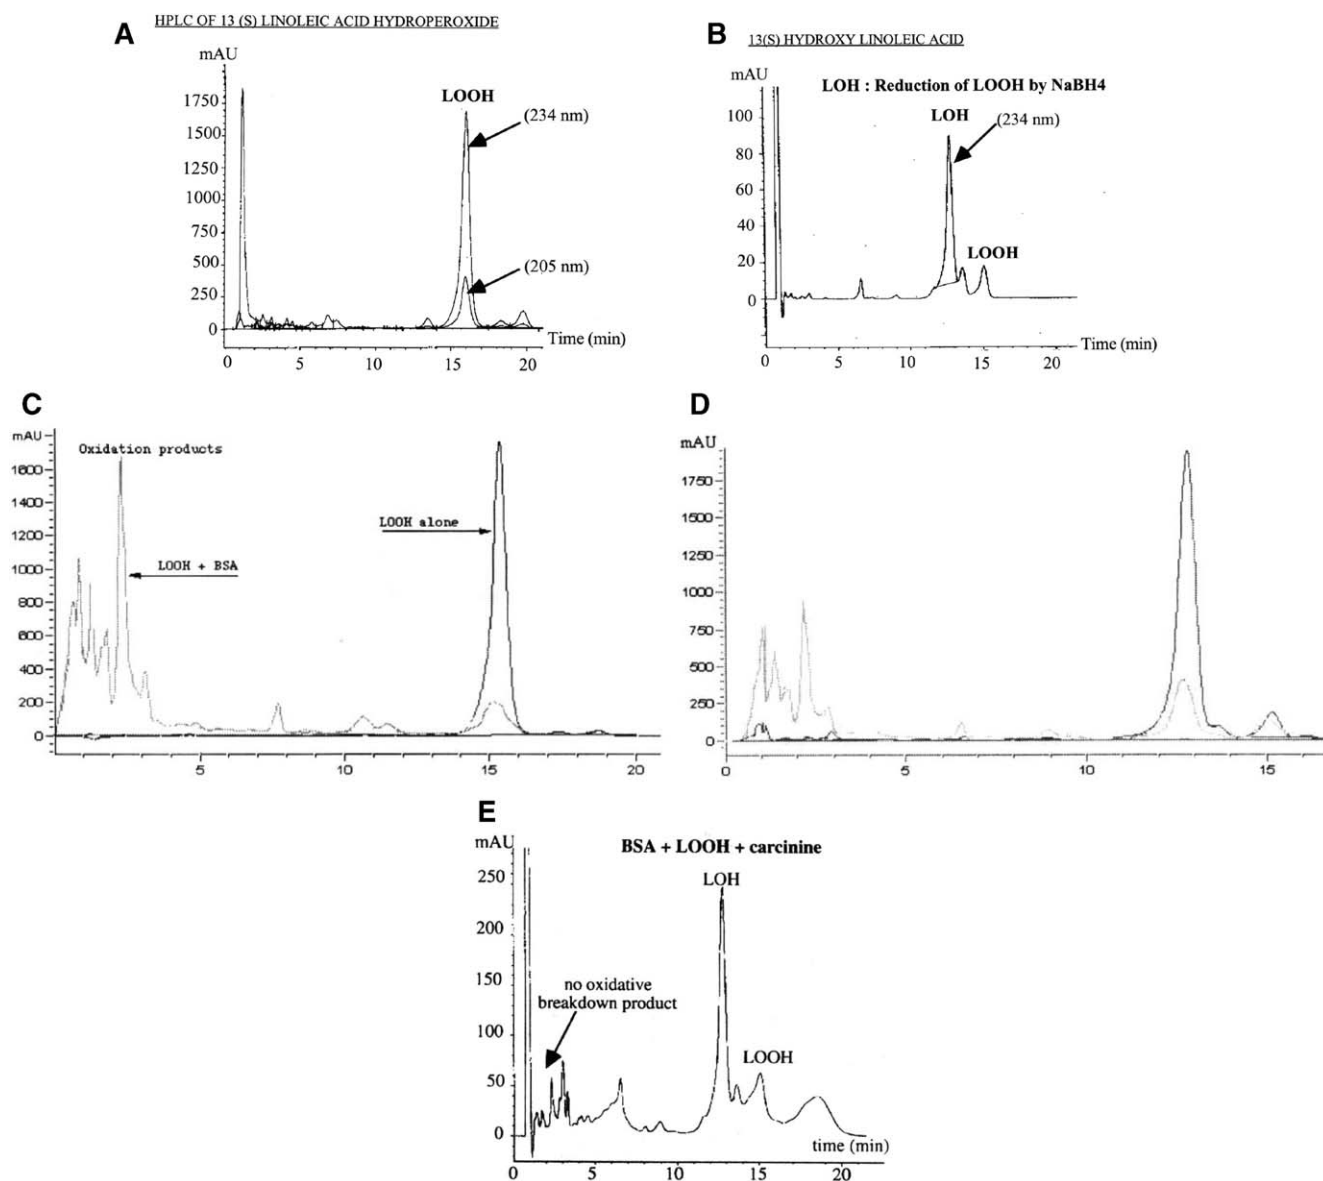 HPLC OF 13 (S) LINOLEIC ACID HYDROPEROXIDE
A
mAU
LOOH
(234 nm)
(205 nm)
1750
1500
1250
1000
750
500
250
0
0 5 10 15 20
Time (min)
B
13(S) HYDROXY LINOLEIC ACID
mAU
LOH : Reduction of LOOH by NaBH4
LOH
(234 nm)
LOOH
100
80
60
40
20
0
0 5 10 15 20
Time (min)
C
mAU
Oxidation products
LOOH alone
LOOH + BSA
1600
1400
1200
1000
800
600
400
200
0
5 10 15 20
D
mAU
1750
1500
1250
1000
750
500
250
0
0 5 10 15
E
mAU
BSA + LOOH + carcinine
LOH
no oxidative
breakdown product
LOOH
250
200
150
100
50
0
time (min)
0 5 10 15 20